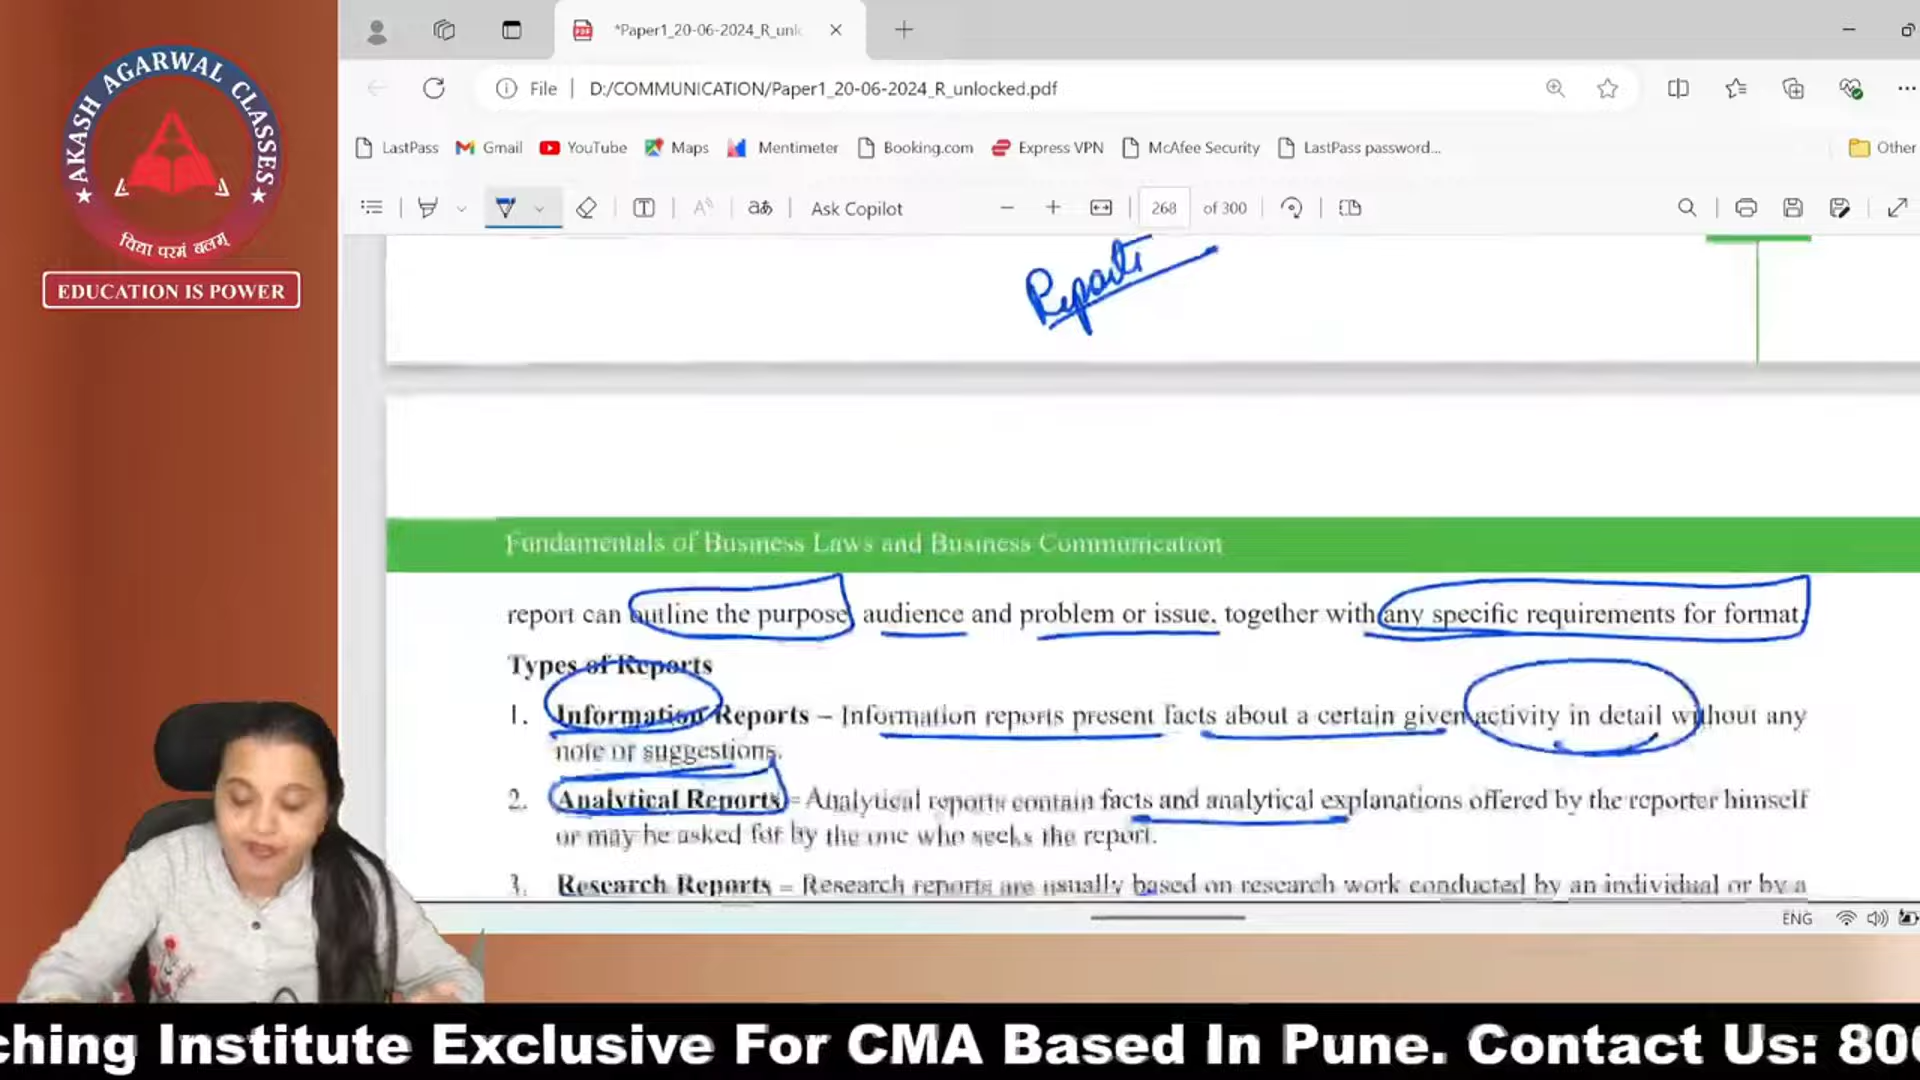 AKASH AGARWAL CLASSES
विद्या परमं बलम्
EDUCATION IS POWER
*Paper1_20-06-2024_R_unlo
File
D:/COMMUNICATION/Paper1_20-06-2024_R_unlocked.pdf
LastPass Gmail YouTube Maps Mentimeter Booking.com Express VPN McAfee Security LastPass password... Other
Ask Copilot 268 of 300
Reports
Fundamentals of Business Laws and Business Communication
report can outline the purpose, audience and problem or issue, together with any specific requirements for format.
Types of Reports
1. Information Reports – Information reports present facts about a certain given activity in detail without any
note or suggestions.
2. Analytical Reports – Analytical reports contain facts and analytical explanations offered by the reporter himself
or may be asked for by the one who seeks the report.
3. Research Reports – Research reports are usually based on research work conducted by an individual or by a
ENG
ching Institute Exclusive For CMA Based In Pune. Contact Us: 800